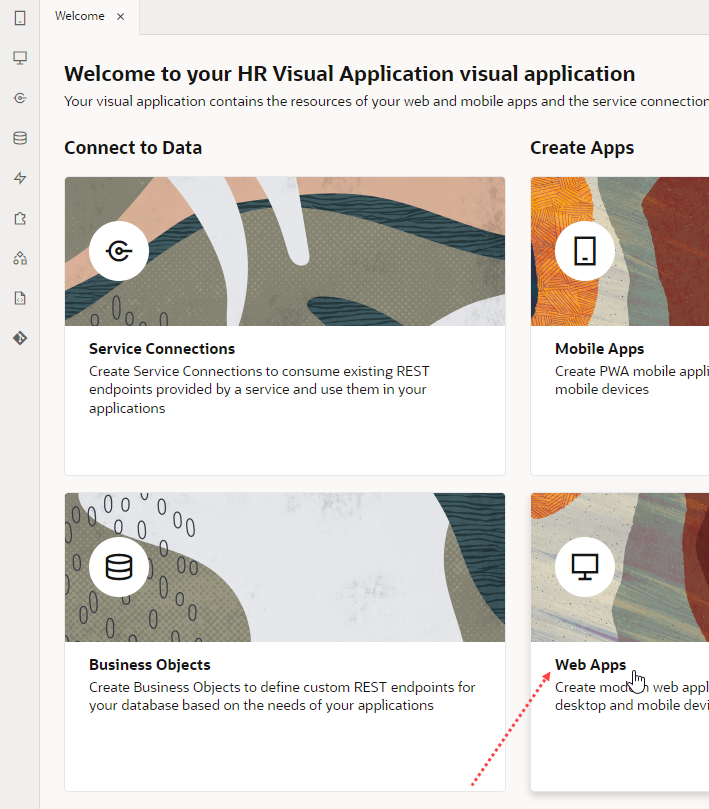 Welcome ×
Welcome to your HR Visual Application visual application
Your visual application contains the resources of your web and mobile apps and the service connection
Connect to Data
Service Connections
Create Service Connections to consume existing REST
endpoints provided by a service and use them in your
applications
Business Objects
Create Business Objects to define custom REST endpoints for
your database based on the needs of your applications
Create Apps
Mobile Apps
Create PWA mobile appli
mobile devices
Web Apps
Create modern web appl
desktop and mobile devi